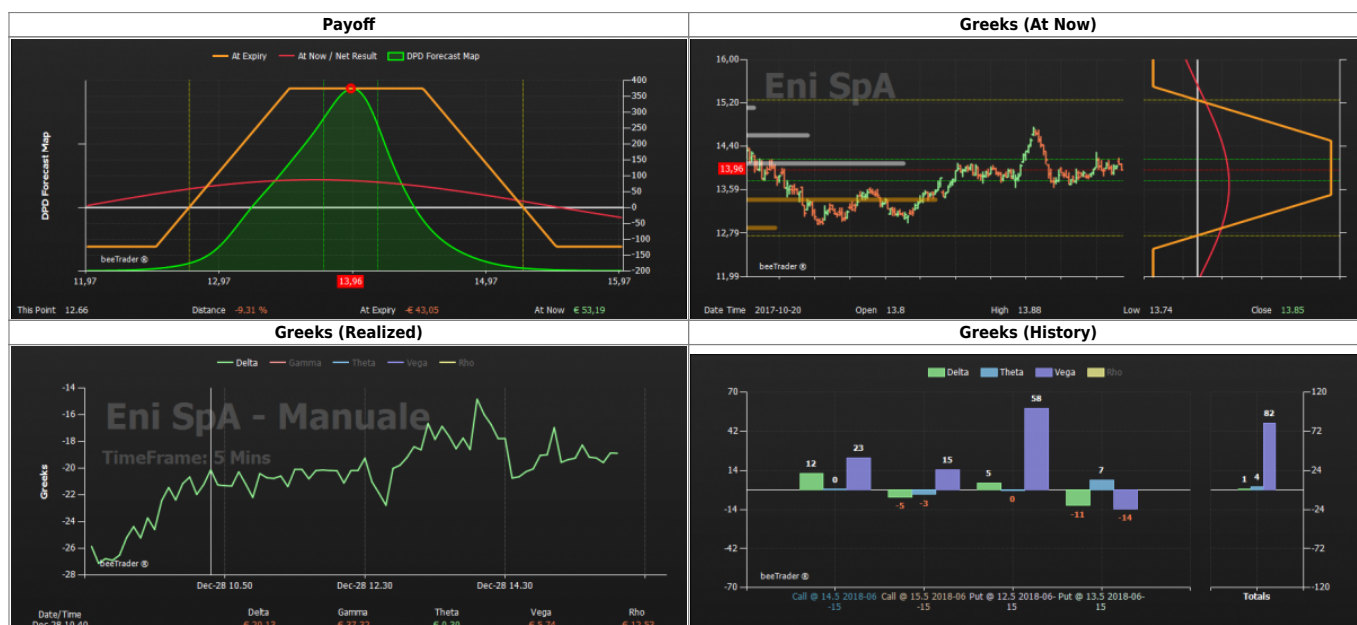 Payoff
Greeks (At Now)
At Expiry At Now / Net Result DPD Forecast Map
DPD Forecast Map
400
350
300
250
200
150
100
50
0
-50
-100
-150
-200
beeTrader ®
11,97 12,97 13,96 14,97 15,97
This Point 12.66 Distance -9.31 % At Expiry -€ 43,05 At Now € 53,19
Eni SpA
16,00
15,20
14,40
13,96
13,59
12,79
11,99
beeTrader ®
Date Time 2017-10-20 Open 13.8 High 13.88 Low 13.74 Close 13.85
Greeks (Realized)
Greeks (History)
Delta Gamma Theta Vega Rho
Eni SpA - Manuale
TimeFrame: 5 Mins
Greeks
-14
-16
-18
-20
-22
-24
-26
-28
beeTrader ®
Dec-28 10.50 Dec-28 12.30 Dec-28 14.30
Date/Time Delta Gamma Theta Vega Rho
Delta Theta Vega Rho
70
42
14
-14
-42
-70
12 0 23
-5 -3 15
5 0 58
-11 7 -14
1 4 82
120
72
24
-24
-72
-120
beeTrader ®
Call @ 14.5 2018-06
-15
Call @ 15.5 2018-06
-15
Put @ 12.5 2018-06-
15
Put @ 13.5 2018-06-
15
Totals